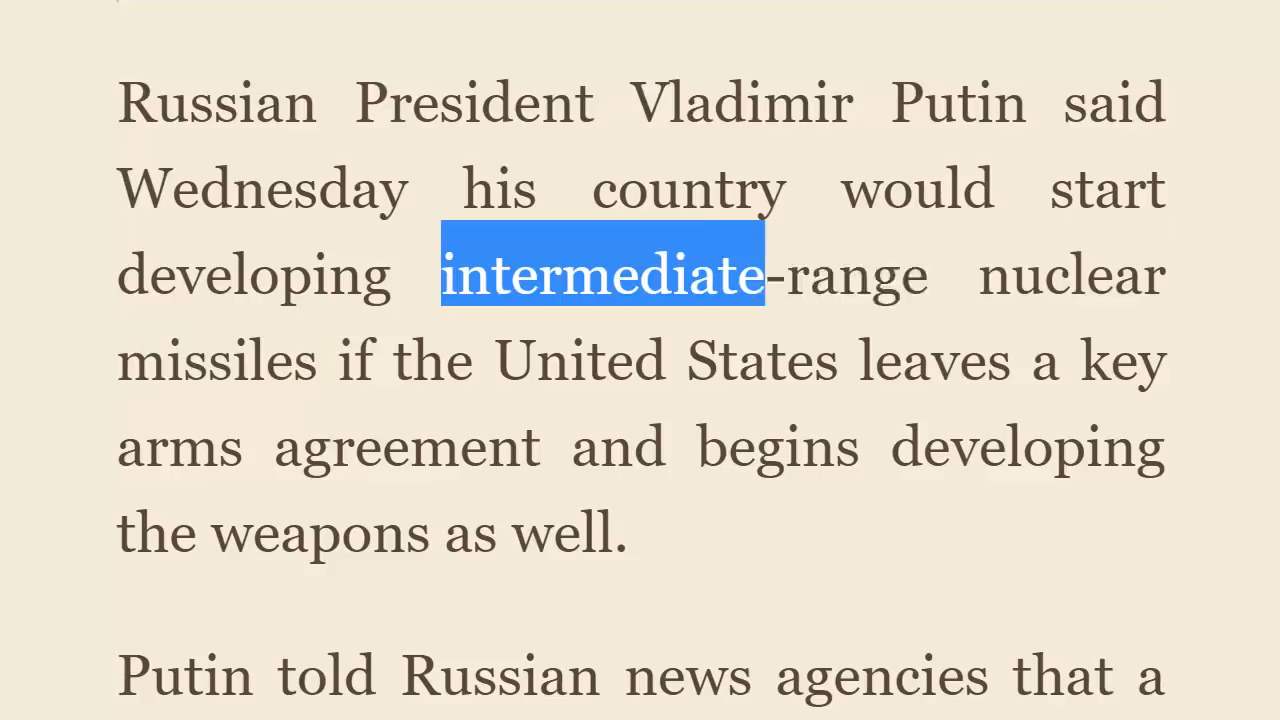 Russian President Vladimir Putin said
Wednesday his country would start
developing intermediate-range nuclear
missiles if the United States leaves a key
arms agreement and begins developing
the weapons as well.
Putin told Russian news agencies that a